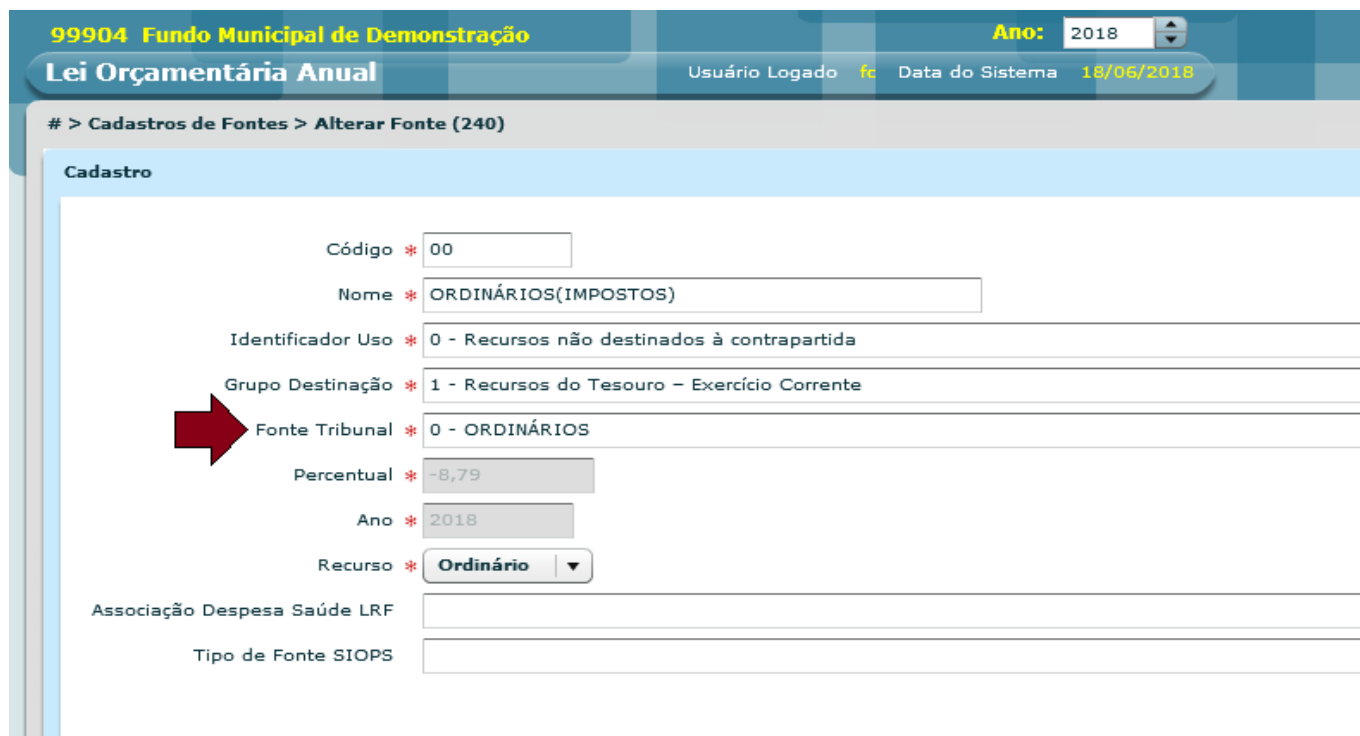 99904 Fundo Municipal de Demonstração Ano: 2018
Lei Orçamentária Anual Usuário Logado fc Data do Sistema 18/06/2018
# > Cadastros de Fontes > Alterar Fonte (240)
Cadastro
Código * 00
Nome * ORDINÁRIOS(IMPOSTOS)
Identificador Uso * 0 - Recursos não destinados à contrapartida
Grupo Destinação * 1 - Recursos do Tesouro – Exercício Corrente
Fonte Tribunal * 0 - ORDINÁRIOS
Percentual * -8,79
Ano * 2018
Recurso * Ordinário
Associação Despesa Saúde LRF
Tipo de Fonte SIOPS